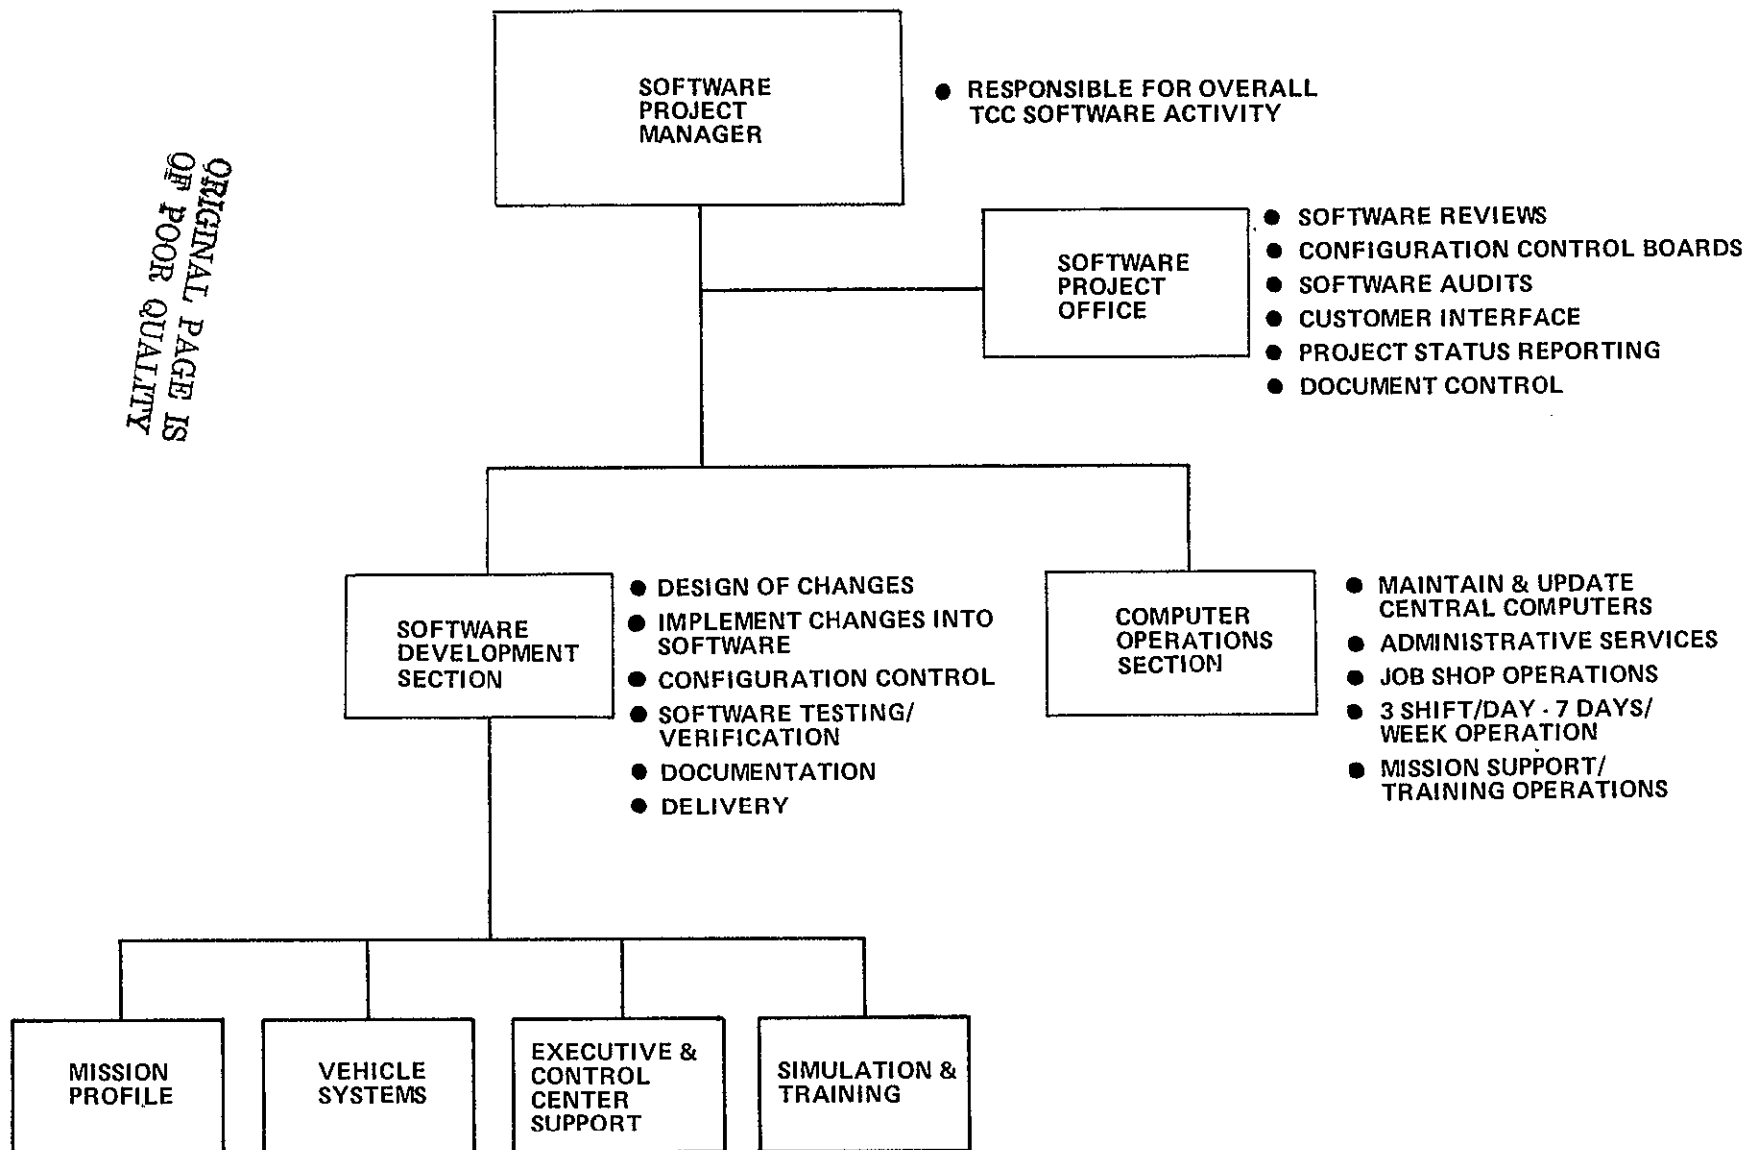 SOFTWARE
PROJECT
MANAGER
● RESPONSIBLE FOR OVERALL
TCC SOFTWARE ACTIVITY
ORIGINAL PAGE IS
OF POOR QUALITY
SOFTWARE
PROJECT
OFFICE
● SOFTWARE REVIEWS
● CONFIGURATION CONTROL BOARDS
● SOFTWARE AUDITS
● CUSTOMER INTERFACE
● PROJECT STATUS REPORTING
● DOCUMENT CONTROL
SOFTWARE
DEVELOPMENT
SECTION
● DESIGN OF CHANGES
● IMPLEMENT CHANGES INTO
SOFTWARE
● CONFIGURATION CONTROL
● SOFTWARE TESTING/
VERIFICATION
● DOCUMENTATION
● DELIVERY
COMPUTER
OPERATIONS
SECTION
● MAINTAIN & UPDATE
CENTRAL COMPUTERS
● ADMINISTRATIVE SERVICES
● JOB SHOP OPERATIONS
● 3 SHIFT/DAY - 7 DAYS/
WEEK OPERATION
● MISSION SUPPORT/
TRAINING OPERATIONS
MISSION
PROFILE
VEHICLE
SYSTEMS
EXECUTIVE &
CONTROL
CENTER
SUPPORT
SIMULATION &
TRAINING